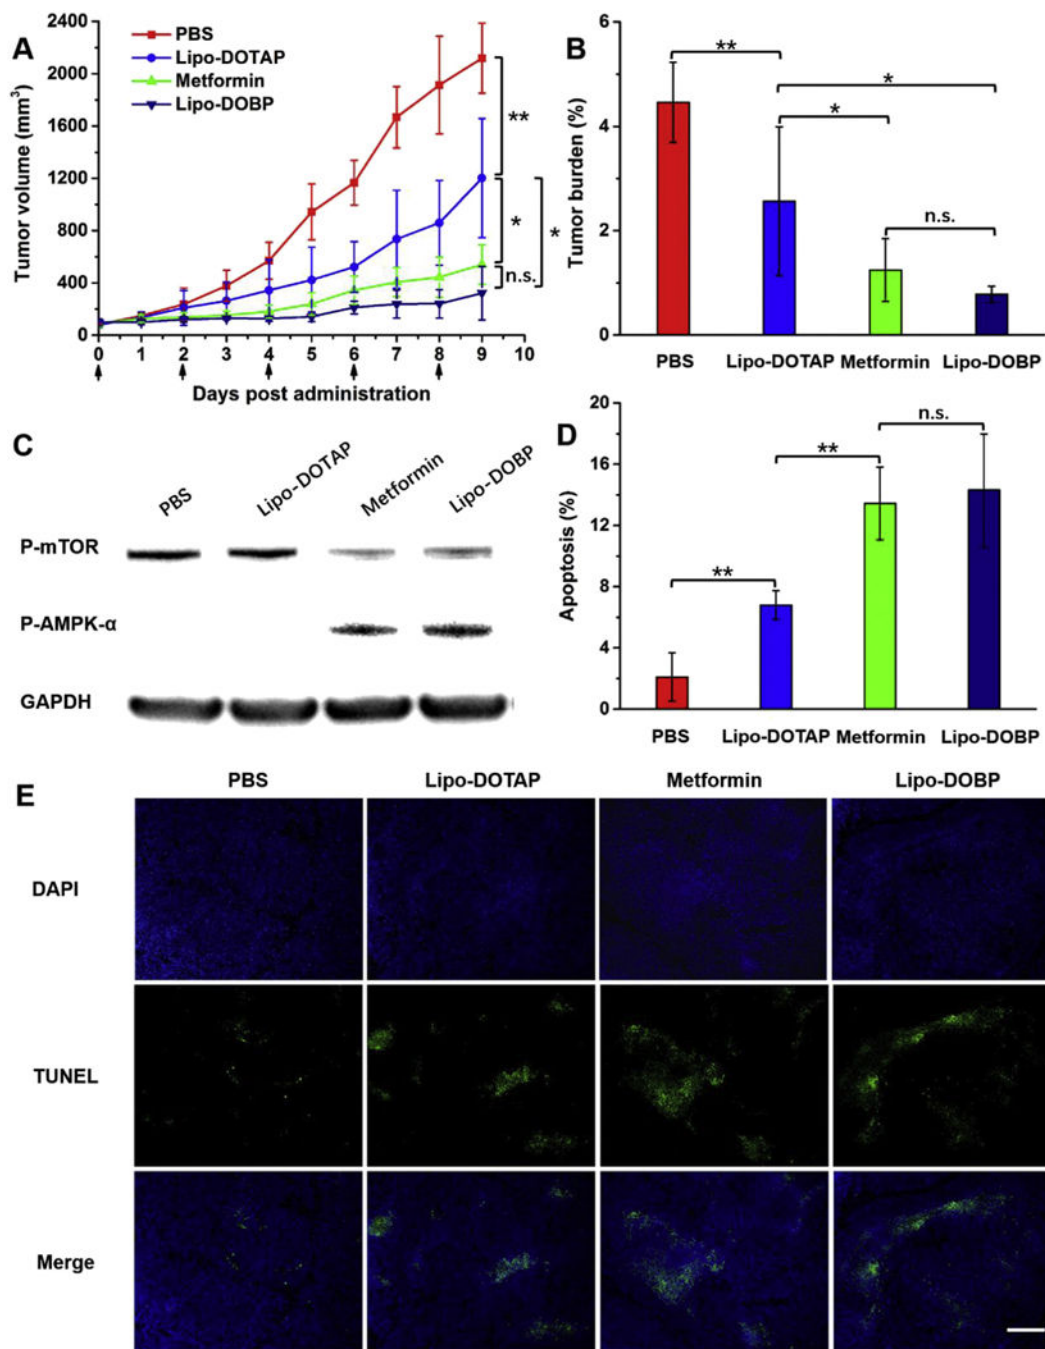 A
PBS
Lipo-DOTAP
Metformin
Lipo-DOBP
Tumor volume (mm³)
2400
2000
1600
1200
800
400
0
**
*
*
n.s.
0 1 2 3 4 5 6 7 8 9 10
Days post administration
B
Tumor burden (%)
6
4
2
0
**
*
*
n.s.
PBS Lipo-DOTAP Metformin Lipo-DOBP
C
PBS Lipo-DOTAP Metformin Lipo-DOBP
P-mTOR
P-AMPK-α
GAPDH
D
Apoptosis (%)
20
16
12
8
4
0
**
**
n.s.
PBS Lipo-DOTAP Metformin Lipo-DOBP
E
PBS Lipo-DOTAP Metformin Lipo-DOBP
DAPI
TUNEL
Merge